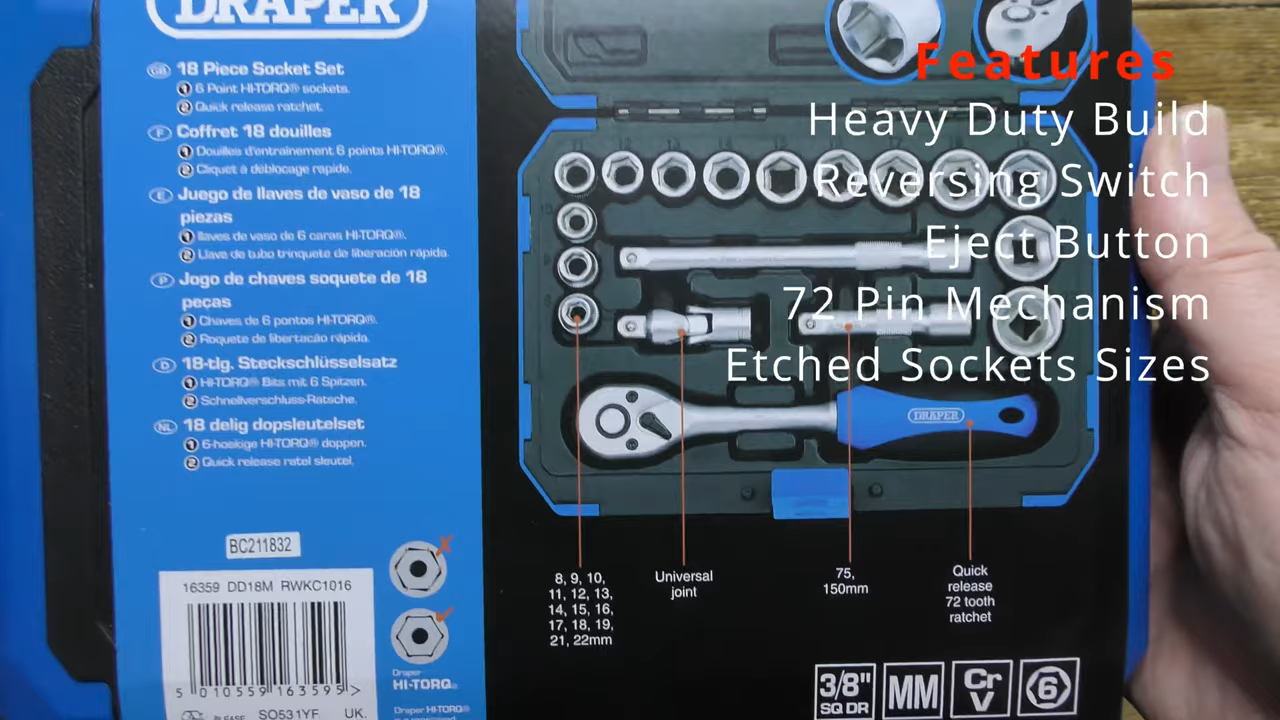 DRAPER
GB 18 Piece Socket Set
1 6 Point HI-TORQ® sockets.
2 Quick release ratchet.
F Coffret 18 douilles
1 Douilles d'entrainement 6 points HI-TORQ®.
2 Cliquet à déblocage rapide.
E Juego de llaves de vaso de 18
piezas
1 llaves de vaso de 6 caras HI-TORQ®.
2 Llave de tubo trinquete de liberación rápida.
P Jogo de chaves soquete de 18
pecas
1 Chaves de 6 pontos HI-TORQ®.
2 Roquete de libertacão rápida.
D 18-tlg. Steckschlüsselsatz
1 HI-TORQ® Bits mit 6 Spitzen.
2 Schnellverschluss-Ratsche.
NL 18 delig dopsleutelset
1 6-hoekige HI-TORQ® doppen.
2 Quick release ratel sleutel.
BC211832
16359 DD18M RWKC1016
5 010559 163595 >
PLEASE SO531YF UK.
Draper
HI-TORQ®
Draper HI-TORQ®
Features
Heavy Duty Build
Reversing Switch
Eject Button
72 Pin Mechanism
Etched Sockets Sizes
DRAPER
8, 9, 10,
11, 12, 13,
14, 15, 16,
17, 18, 19,
21, 22mm
Universal
joint
75,
150mm
Quick
release
72 tooth
ratchet
3/8"
SQ DR
MM
Cr
V
6